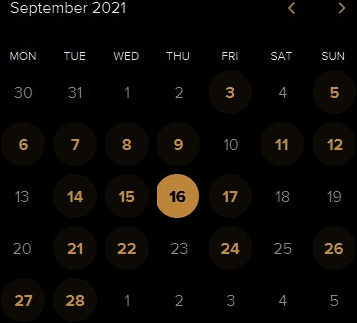 September 2021
MON TUE WED THU FRI SAT SUN
30 31 1 2 3 4 5
6 7 8 9 10 11 12
13 14 15 16 17 18 19
20 21 22 23 24 25 26
27 28 1 2 3 4 5